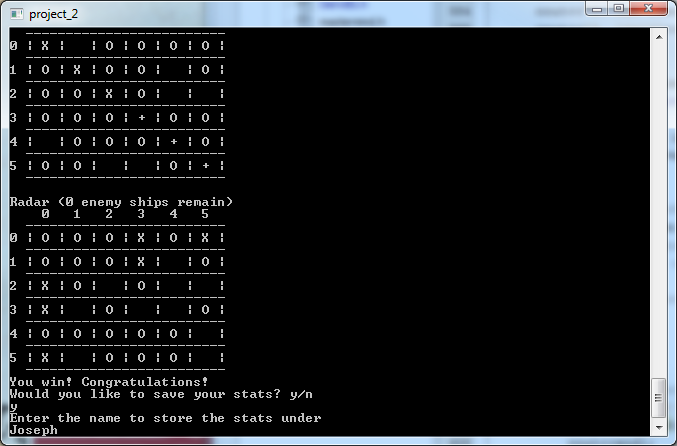 project_2
0 ¦ X ¦   ¦ O ¦ O ¦ O ¦ O ¦
1 ¦ O ¦ X ¦ O ¦ O ¦   ¦ O ¦
2 ¦ O ¦ O ¦ X ¦ O ¦   ¦   ¦
3 ¦ O ¦ O ¦ O ¦ + ¦ O ¦ O ¦
4 ¦   ¦ O ¦ O ¦ O ¦ + ¦ O ¦
5 ¦ O ¦ O ¦   ¦   ¦ O ¦ + ¦
Radar (0 enemy ships remain)
0   1   2   3   4   5
0 ¦ O ¦ O ¦ O ¦ X ¦ O ¦ X ¦
1 ¦ O ¦ O ¦ O ¦ X ¦   ¦ O ¦
2 ¦ X ¦ O ¦   ¦ O ¦   ¦   ¦
3 ¦ X ¦   ¦ O ¦   ¦   ¦ O ¦
4 ¦ O ¦ O ¦ O ¦ O ¦ O ¦   ¦
5 ¦ X ¦   ¦ O ¦ O ¦ O ¦   ¦
You win! Congratulations!
Would you like to save your stats? y/n
y
Enter the name to store the stats under
Joseph